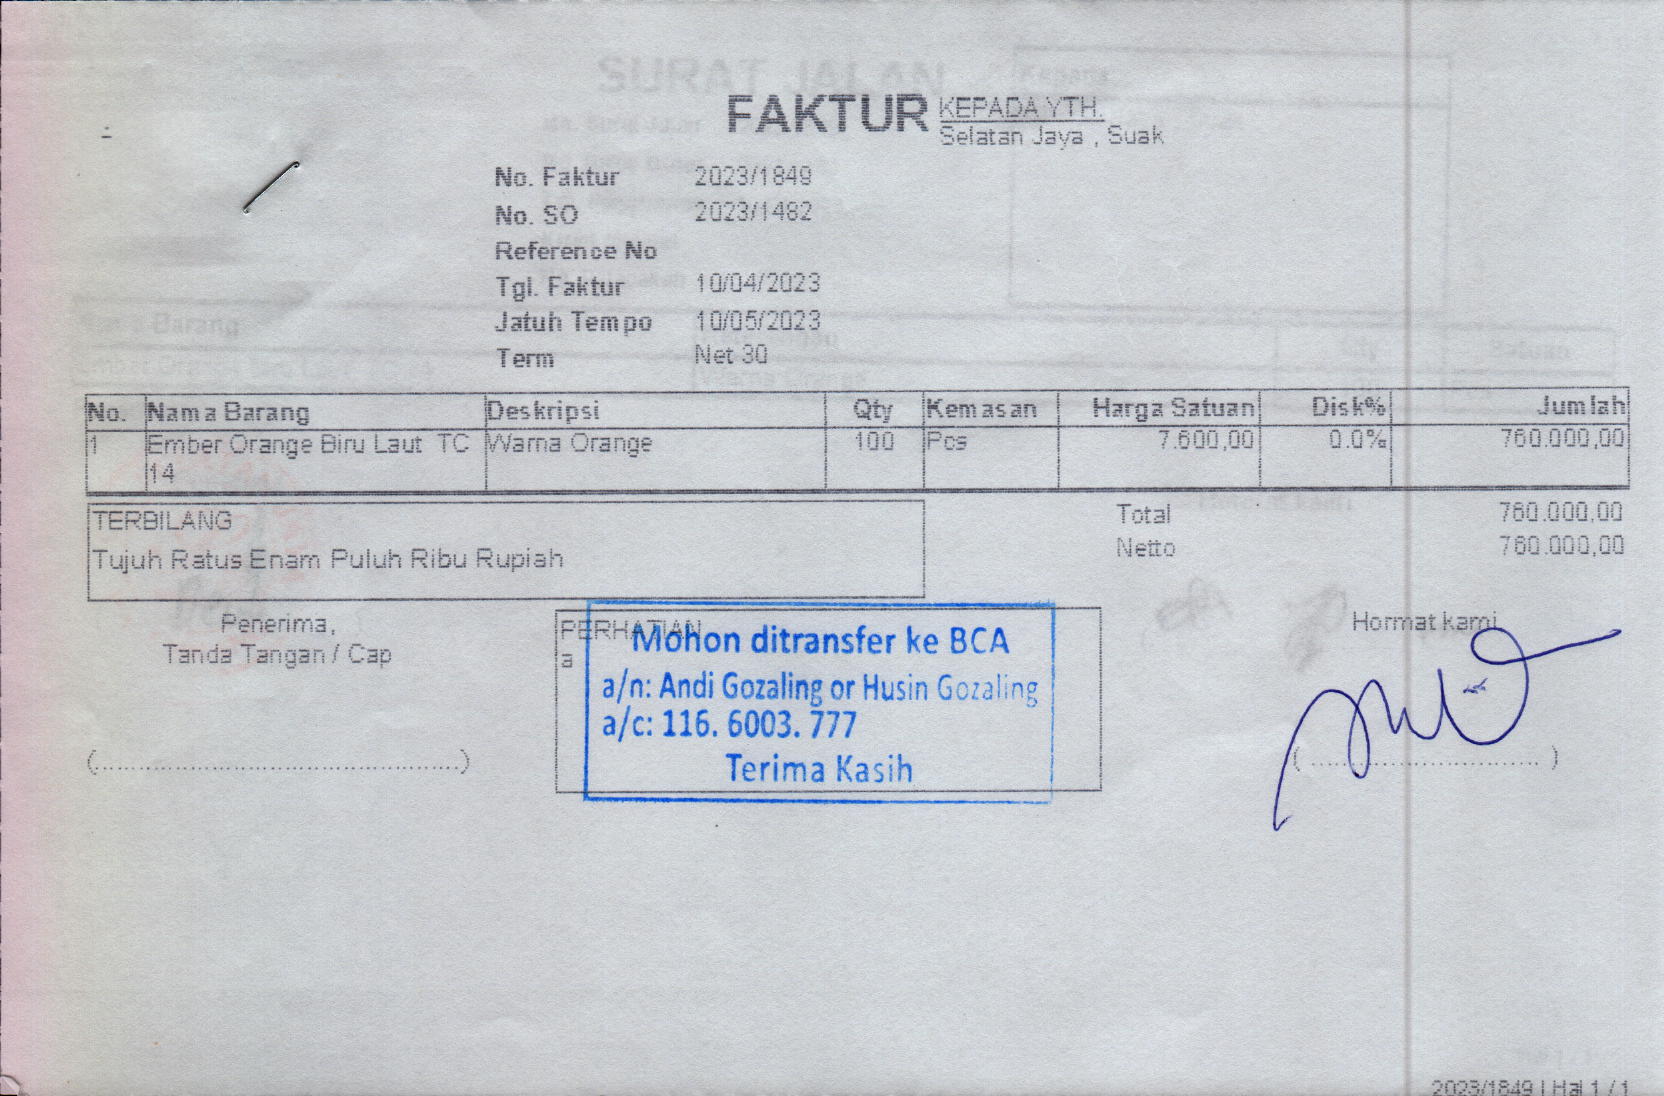 FAKTUR
KEPADA YTH.
Selatan Jaya , Suak
No. Faktur 2023/1849
No. SO 2023/1482
Reference No
Tgl. Faktur 10/04/2023
Jatuh Tempo 10/05/2023
Term Net 30
No. Nama Barang Deskripsi Qty Kemasan Harga Satuan Disk% Jumlah
1 Ember Orange Biru Laut TC 14 Warna Orange 100 Pcs 7.600,00 0.0% 760.000,00
TERBILANG
Tujuh Ratus Enam Puluh Ribu Rupiah
Total 760.000,00
Netto 760.000,00
Penerima,
Tanda Tangan / Cap
(................................................)
PERHATIAN
a
Mohon ditransfer ke BCA
a/n: Andi Gozaling or Husin Gozaling
a/c: 116. 6003. 777
Terima Kasih
Hormat kami
(..............................)
2023/1849 | Hal 1 / 1
SURAT JALAN